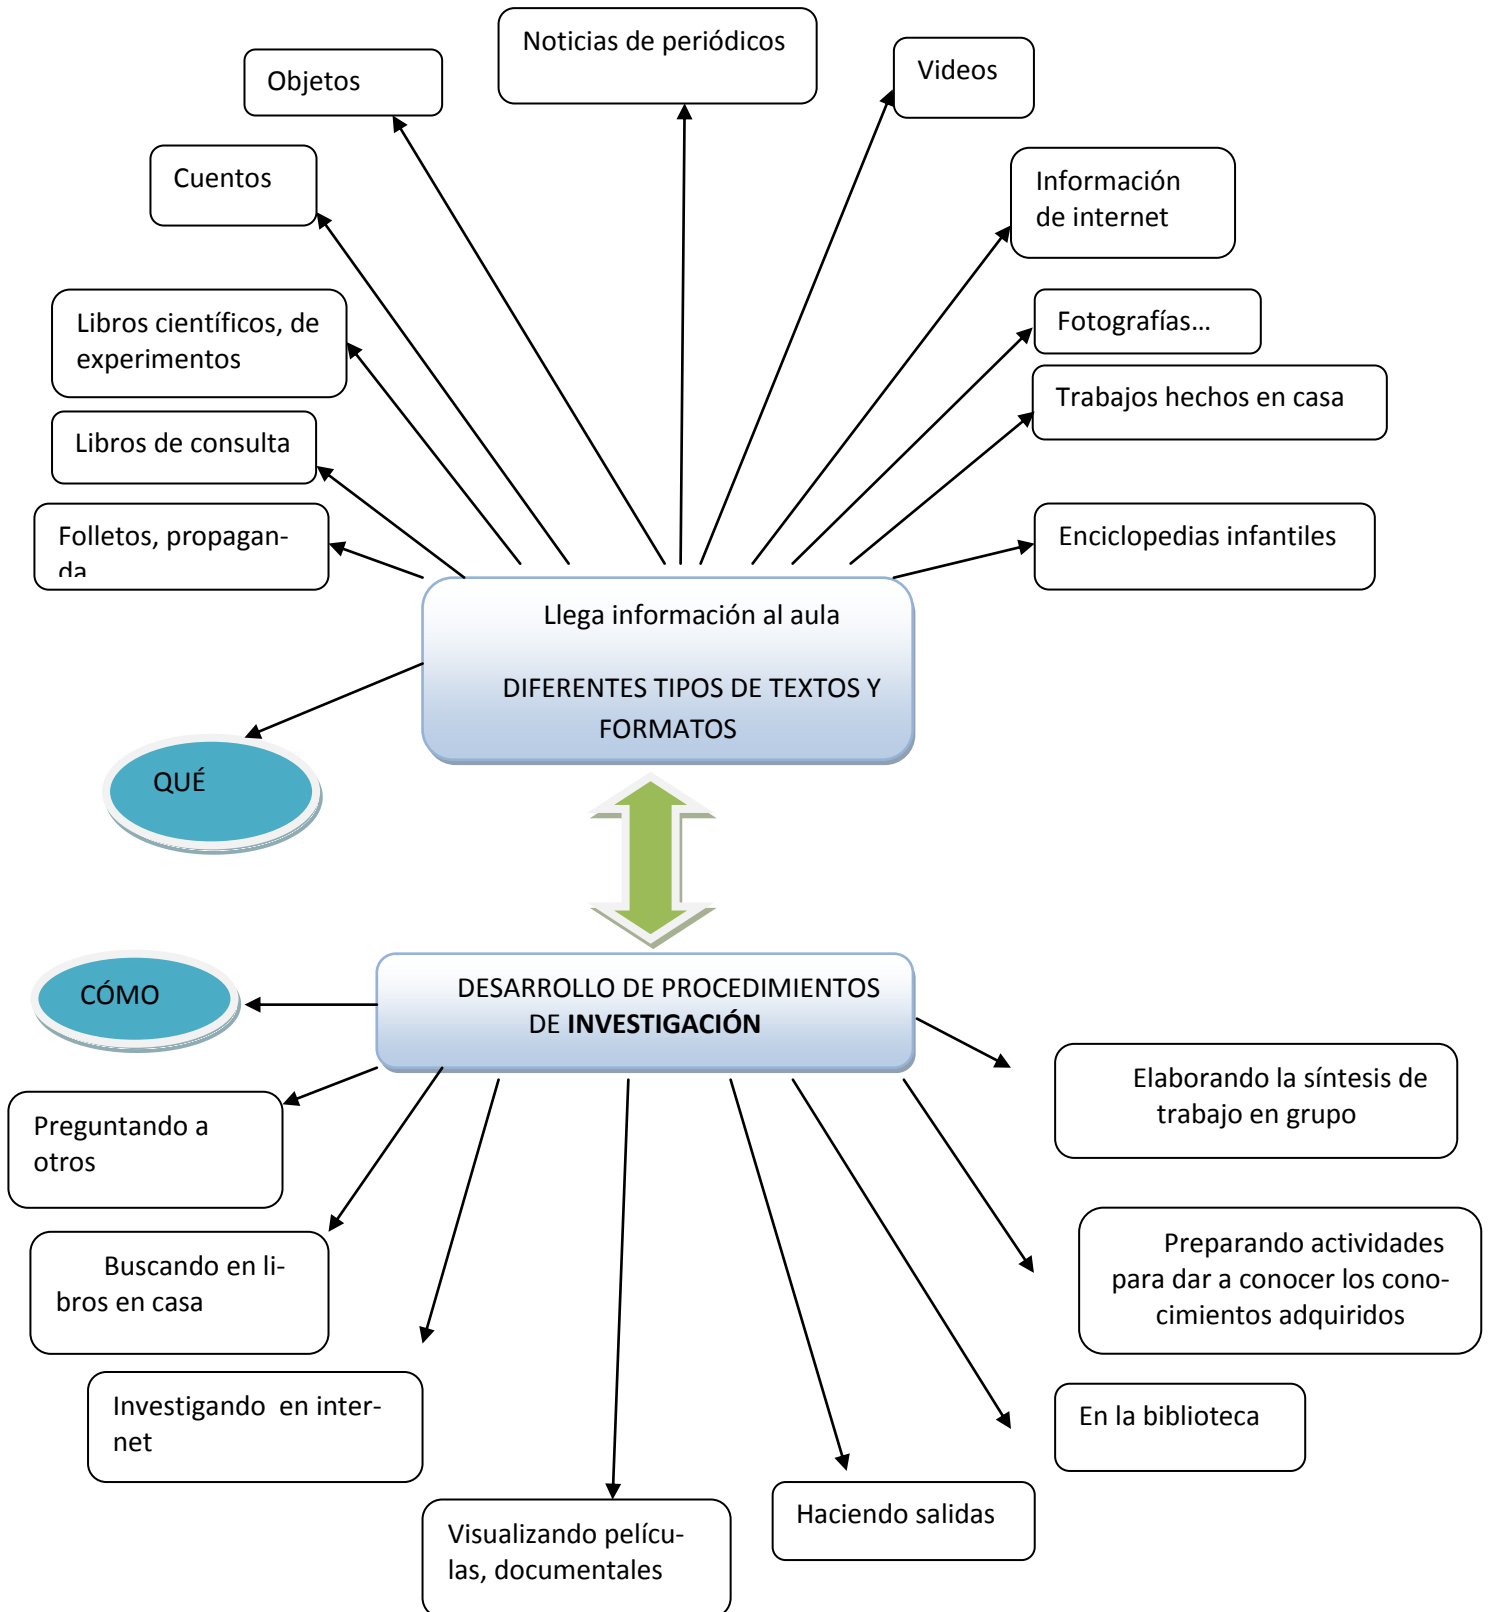 Noticias de periódicos
Objetos
Videos
Cuentos
Información
de internet
Libros científicos, de
experimentos
Fotografías...
Trabajos hechos en casa
Libros de consulta
Folletos, propagan-
da
Enciclopedias infantiles
Llega información al aula
DIFERENTES TIPOS DE TEXTOS Y
FORMATOS
QUÉ
CÓMO
DESARROLLO DE PROCEDIMIENTOS
DE INVESTIGACIÓN
Elaborando la síntesis de
trabajo en grupo
Preguntando a
otros
Buscando en li-
bros en casa
Preparando actividades
para dar a conocer los cono-
cimientos adquiridos
Investigando  en inter-
net
En la biblioteca
Haciendo salidas
Visualizando pelícu-
las, documentales